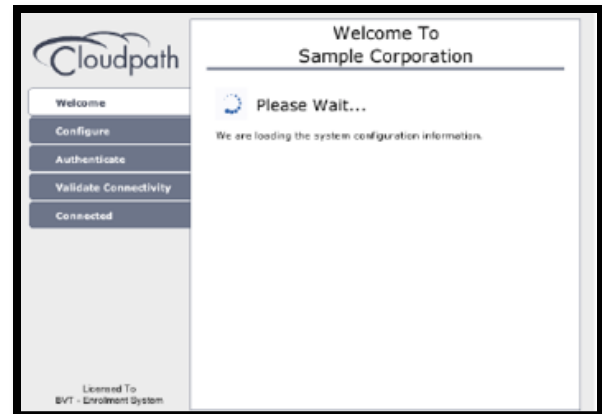 Cloudpath
Welcome To
Sample Corporation
Welcome
Configure
Authenticate
Validate Connectivity
Connected
Please Wait...
We are loading the system configuration information.
Licensed To
BVT - Enrollment System